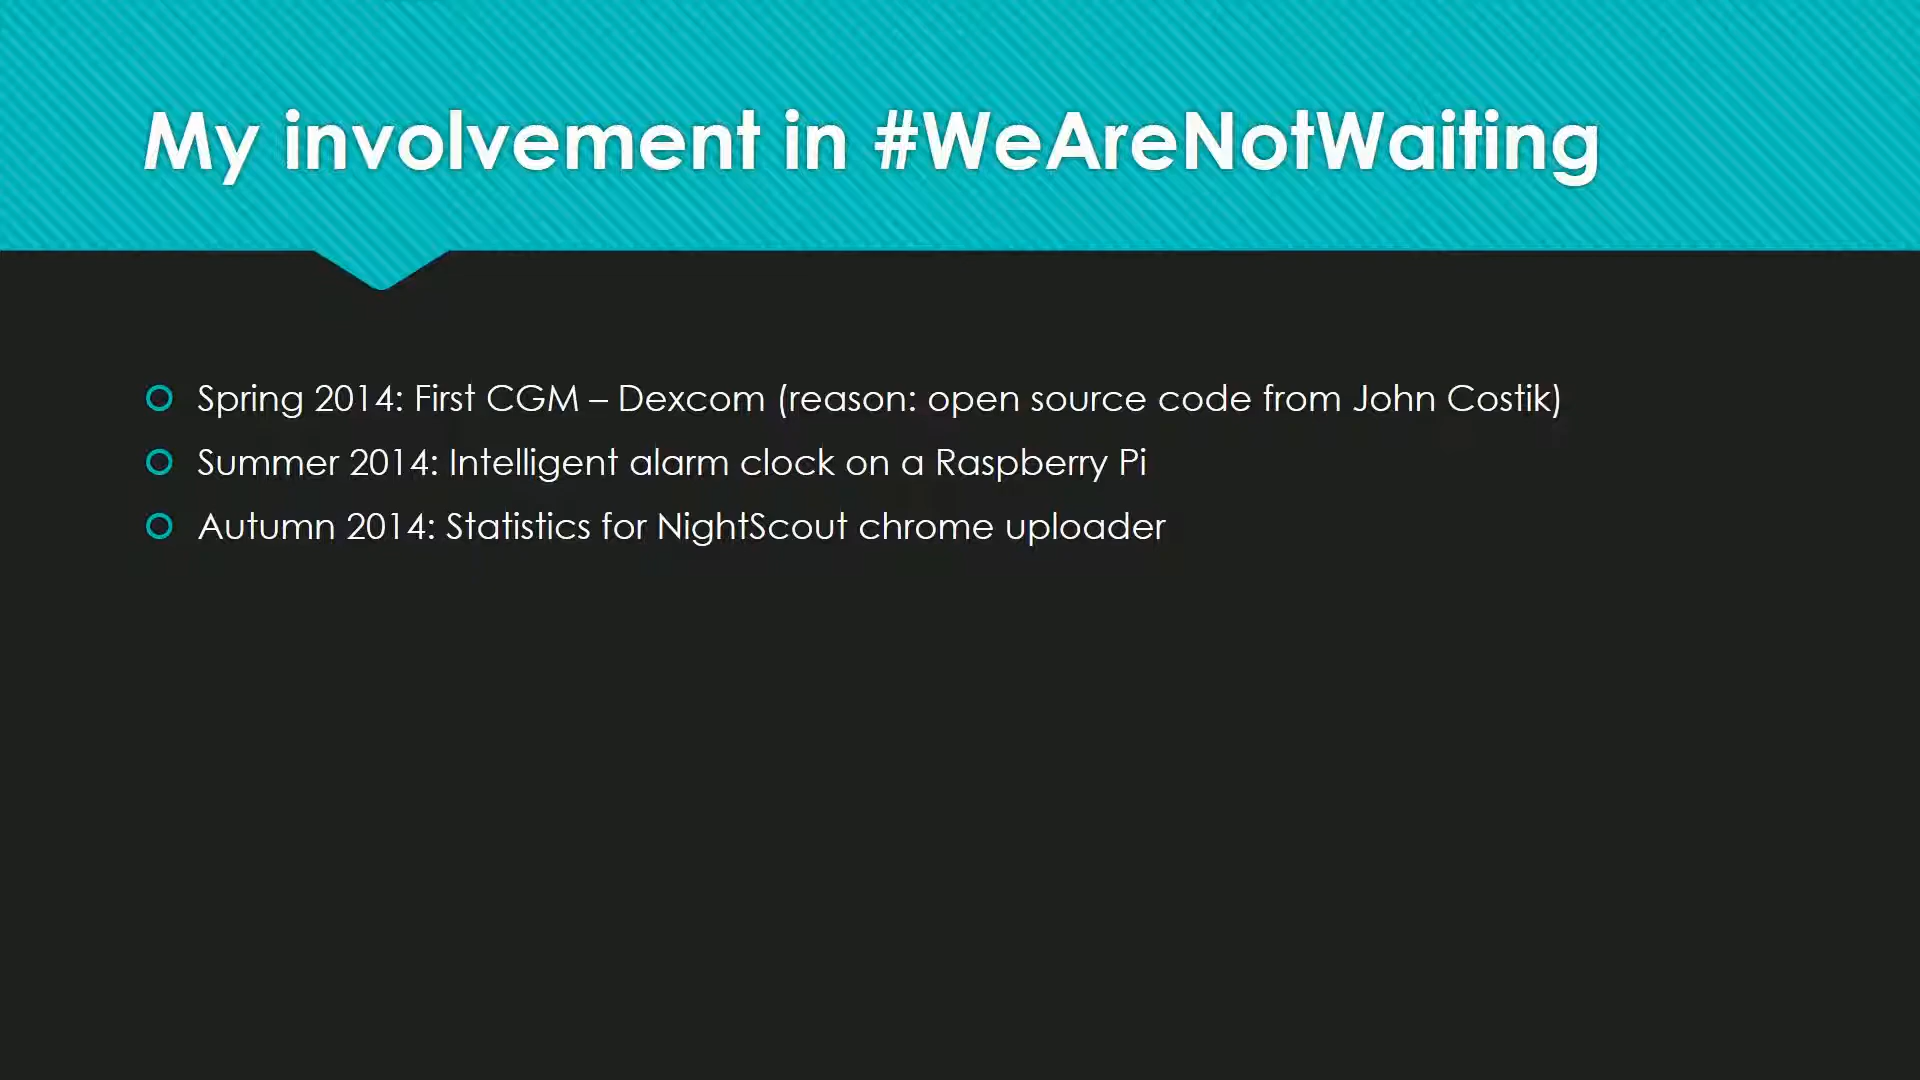 My involvement in #WeAreNotWaiting
Spring 2014: First CGM – Dexcom (reason: open source code from John Costik)
Summer 2014: Intelligent alarm clock on a Raspberry Pi
Autumn 2014: Statistics for NightScout chrome uploader